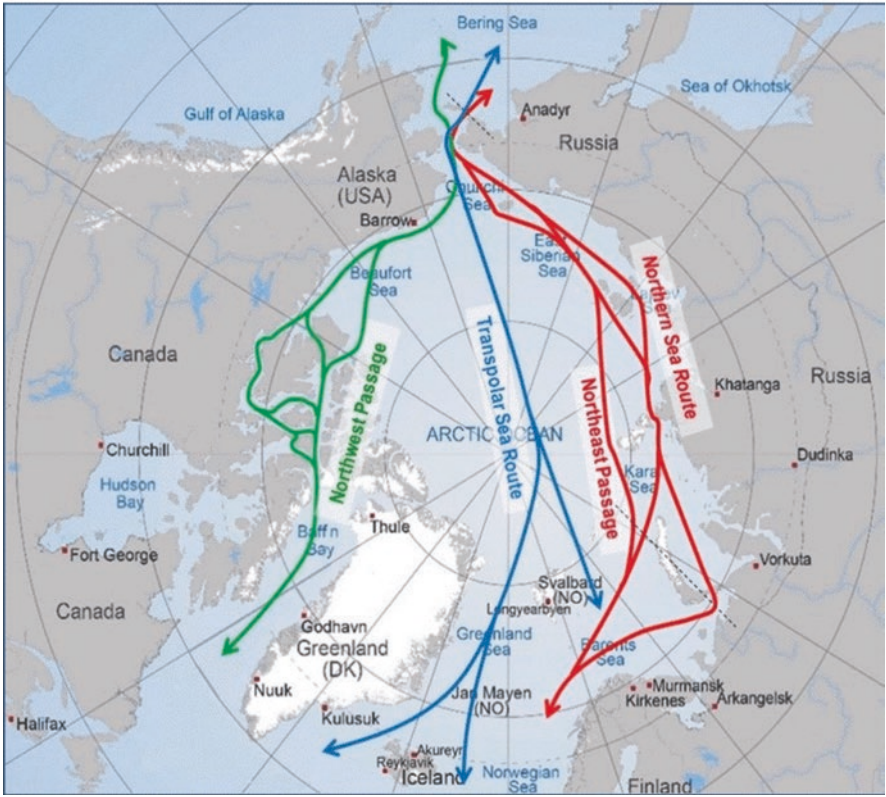 Bering Sea
Sea of Okhotsk
Gulf of Alaska
Anadyr
Russia
Alaska
(USA)
Sea
Barrow
East
Siberian
Sea
Beaufort
Sea
Northern Sea Route
Transpolar Sea Route
Northwest Passage
Northeast Passage
Canada
Russia
Khatanga
ARCTIC OCEAN
Churchill
Dudinka
Kara
Sea
Hudson
Bay
Thule
Baffin
Bay
Fort George
Vorkuta
Svalbard
(NO)
Longyearbyen
Canada
Godhavn
Greenland
(DK)
Greenland
Sea
Barents
Sea
Nuuk
Jan Mayen
(NO)
Murmansk
Kirkenes
Arkangelsk
Kulusuk
Halifax
Akureyr
Reykjavik
Iceland
Norwegian
Sea
Finland